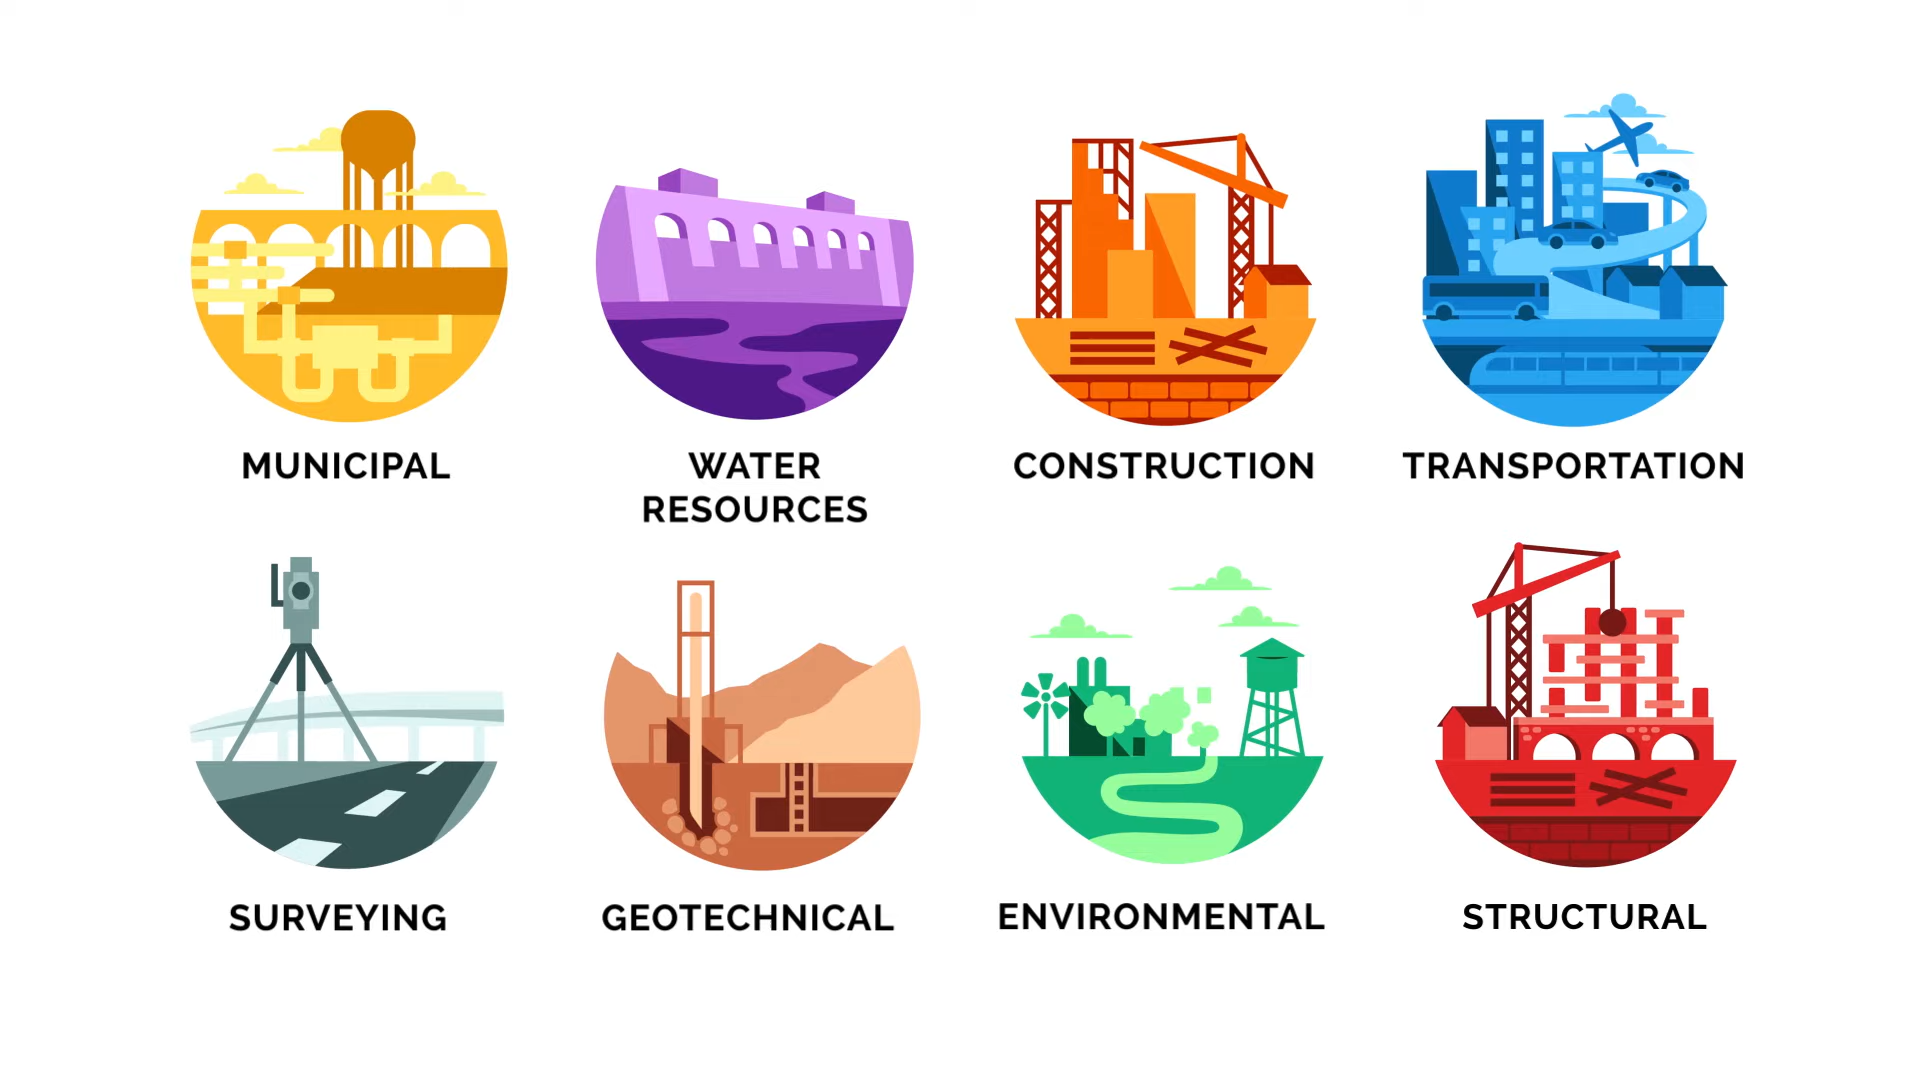 MUNICIPAL
WATER
RESOURCES
CONSTRUCTION
TRANSPORTATION
SURVEYING
GEOTECHNICAL
ENVIRONMENTAL
STRUCTURAL